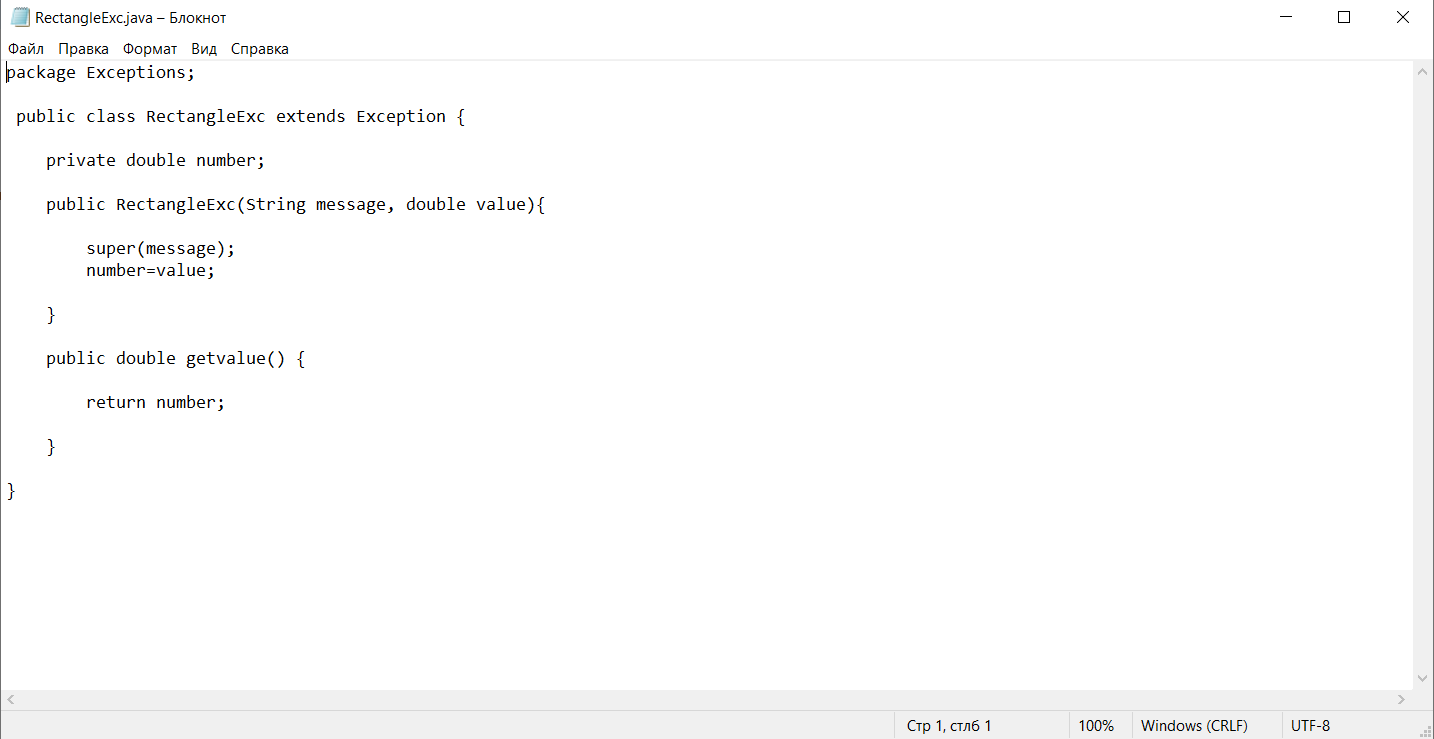 RectangleExc.java – Блокнот
Файл Правка Формат Вид Справка
package Exceptions;
public class RectangleExc extends Exception {
private double number;
public RectangleExc(String message, double value){
super(message);
number=value;
}
public double getvalue() {
return number;
}
}
Стр 1, стлб 1 100% Windows (CRLF) UTF-8